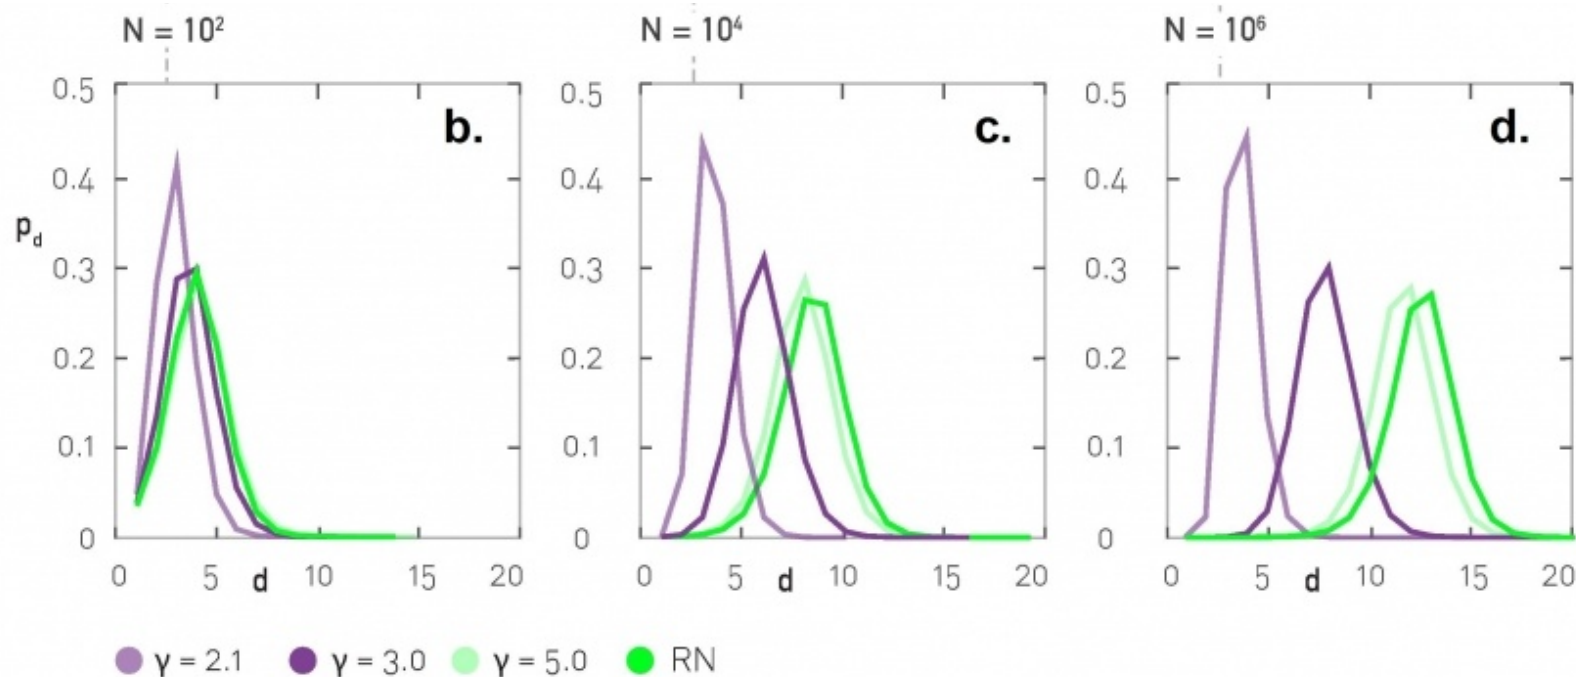 N = 10² N = 10⁴ N = 10⁶
b. c. d.
0.5 0.5 0.5
0.4 0.4 0.4
p_d
0.3 0.3 0.3
0.2 0.2 0.2
0.1 0.1 0.1
0 0 0
0 5 d 10 15 20 0 5 d 10 15 20 0 5 d 10 15 20
γ = 2.1 γ = 3.0 γ = 5.0 RN